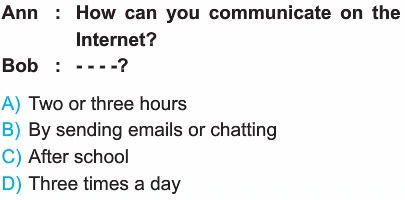 Ann : How can you communicate on the
Internet?
Bob : - - - -?
A) Two or three hours
B) By sending emails or chatting
C) After school
D) Three times a day